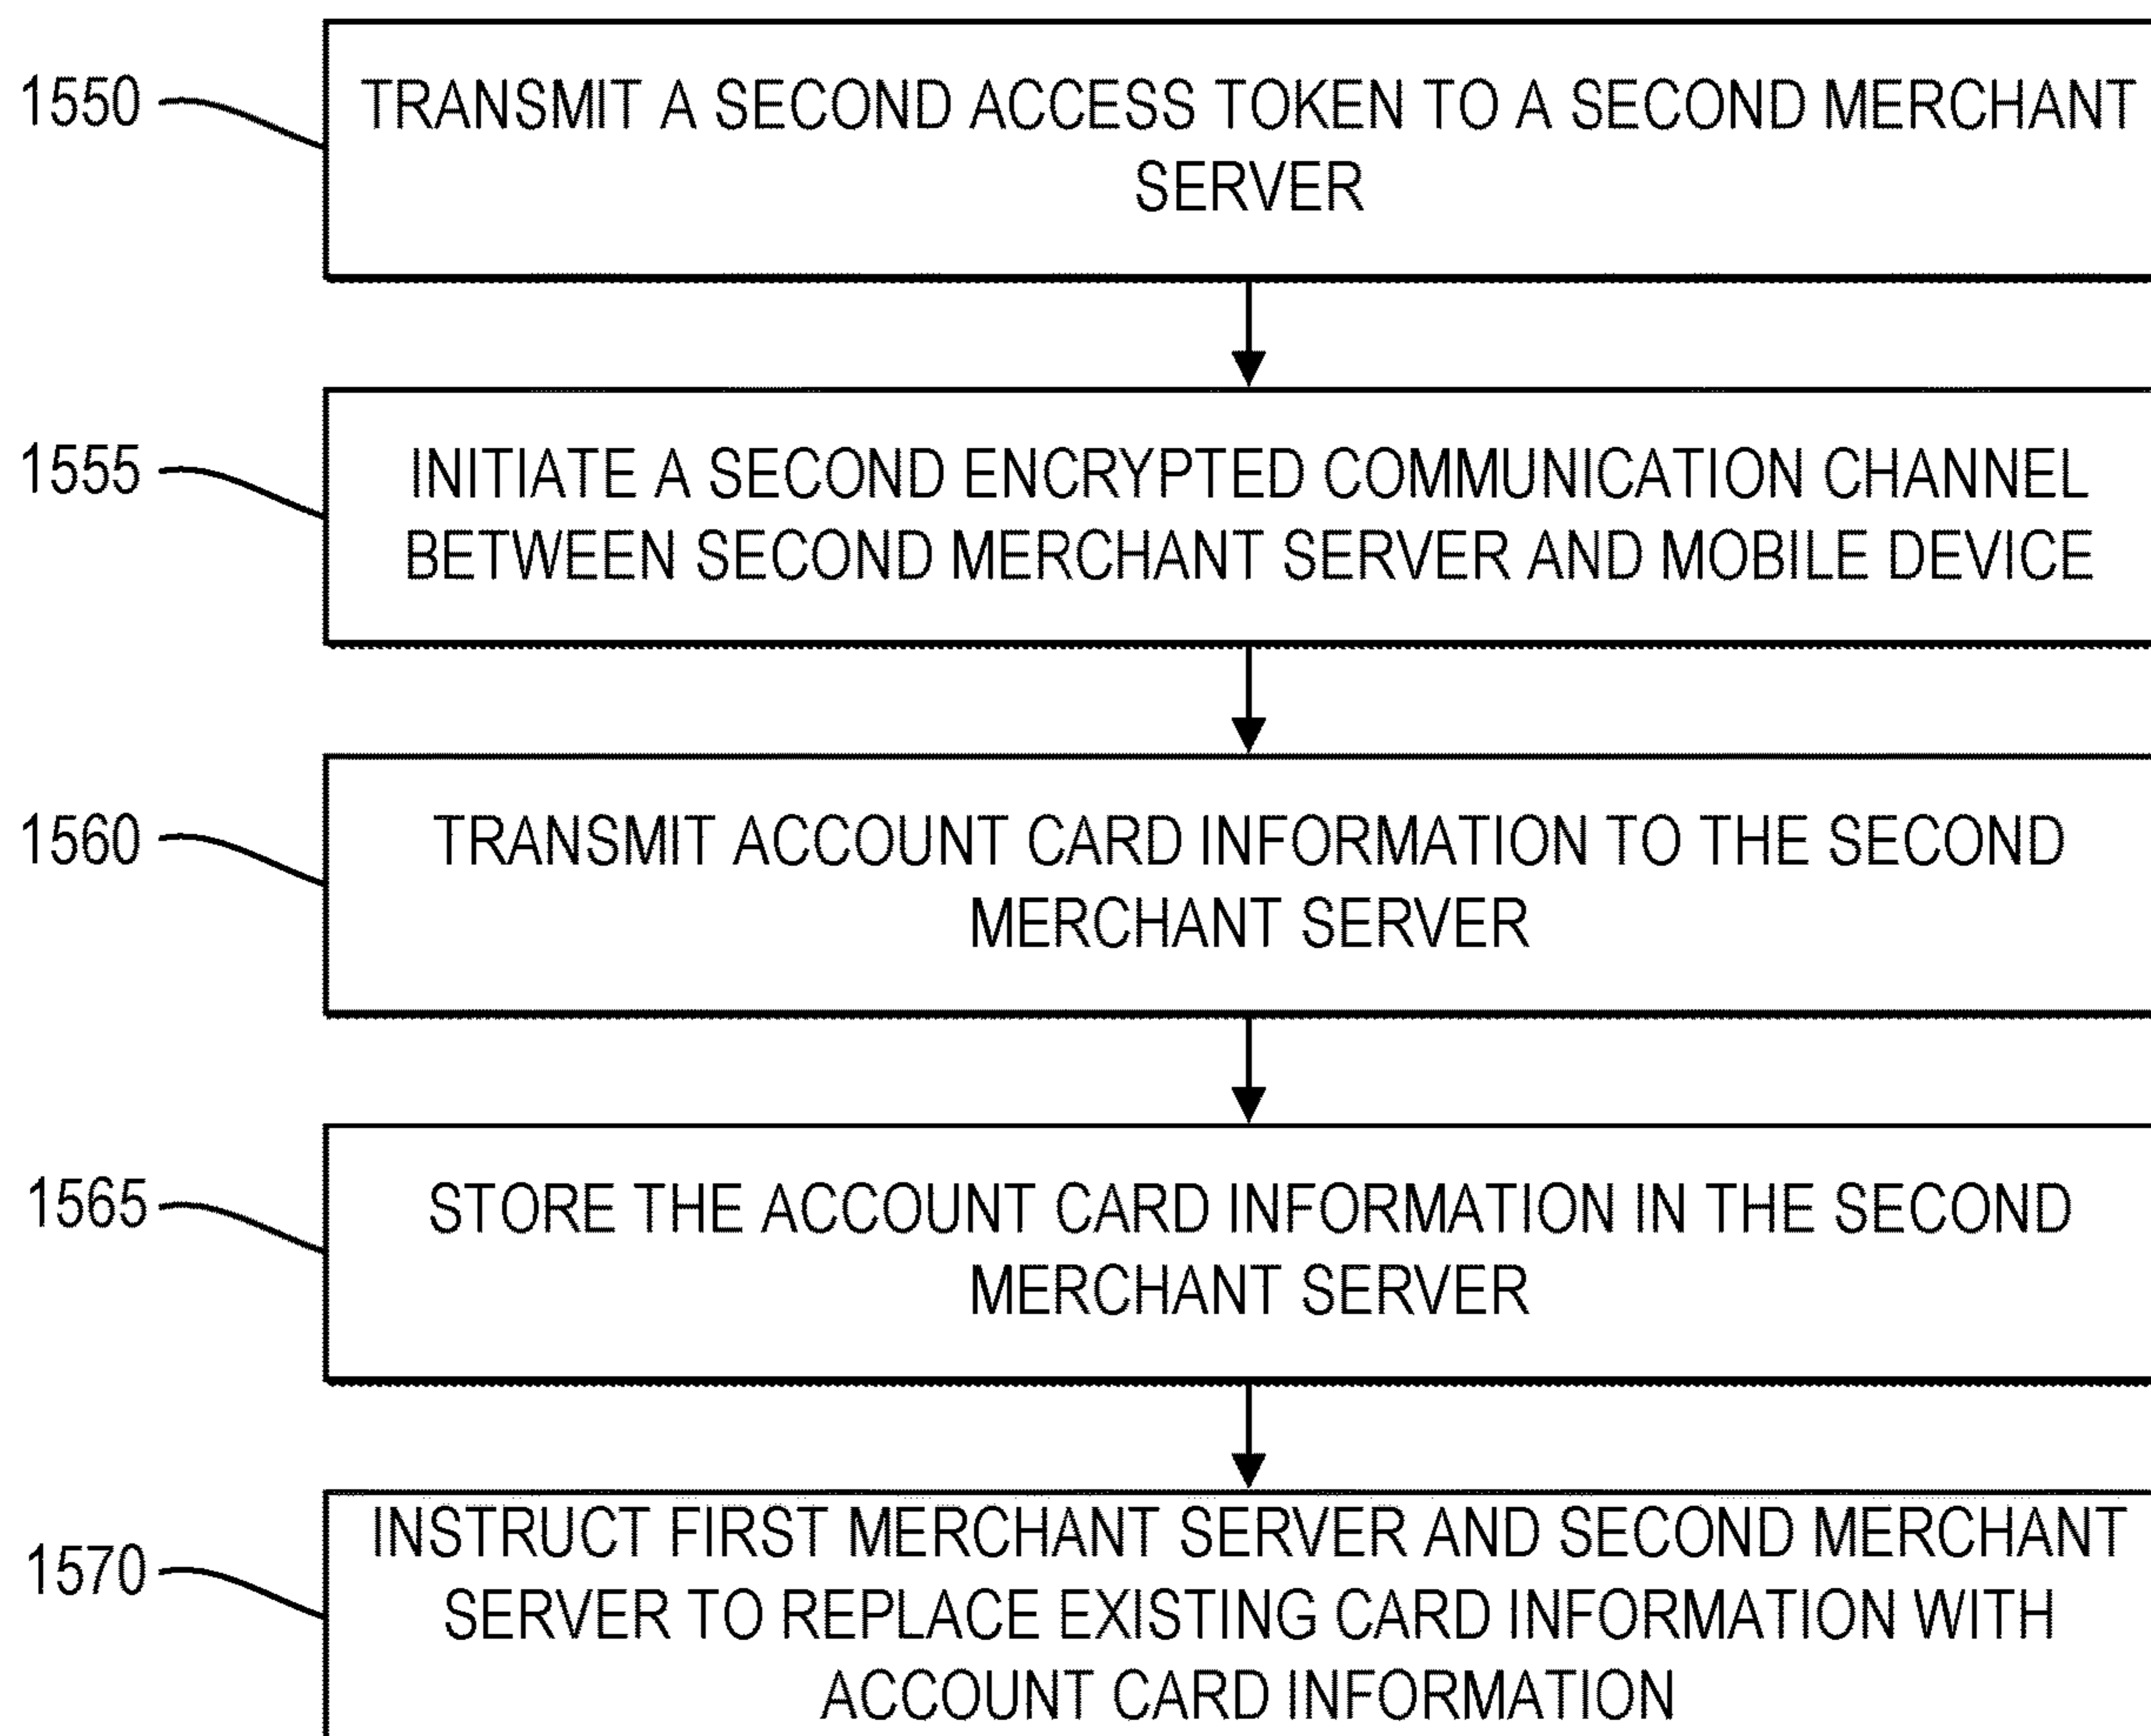 1550
TRANSMIT A SECOND ACCESS TOKEN TO A SECOND MERCHANT
SERVER
1555
INITIATE A SECOND ENCRYPTED COMMUNICATION CHANNEL
BETWEEN SECOND MERCHANT SERVER AND MOBILE DEVICE
1560
TRANSMIT ACCOUNT CARD INFORMATION TO THE SECOND
MERCHANT SERVER
1565
STORE THE ACCOUNT CARD INFORMATION IN THE SECOND
MERCHANT SERVER
1570
INSTRUCT FIRST MERCHANT SERVER AND SECOND MERCHANT
SERVER TO REPLACE EXISTING CARD INFORMATION WITH
ACCOUNT CARD INFORMATION